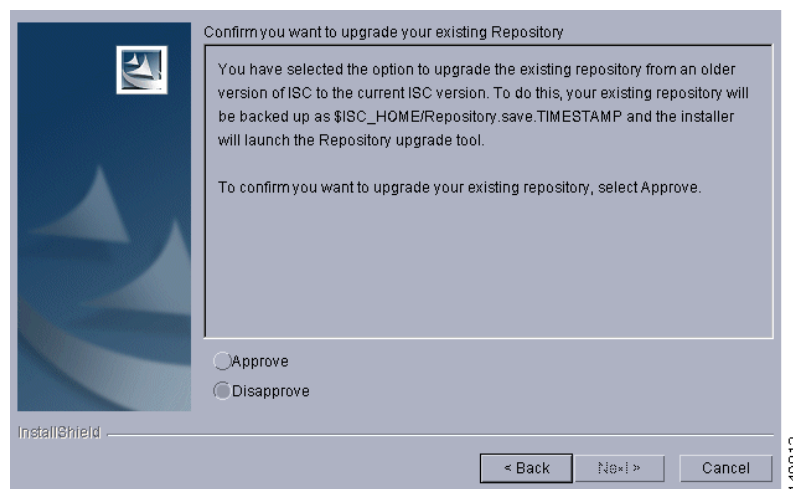 Confirm you want to upgrade your existing Repository
You have selected the option to upgrade the existing repository from an older
version of ISC to the current ISC version. To do this, your existing repository will
be backed up as $ISC_HOME/Repository.save.TIMESTAMP and the installer
will launch the Repository upgrade tool.
To confirm you want to upgrade your existing repository, select Approve.
Approve
Disapprove
InstallShield
< Back
Next >
Cancel